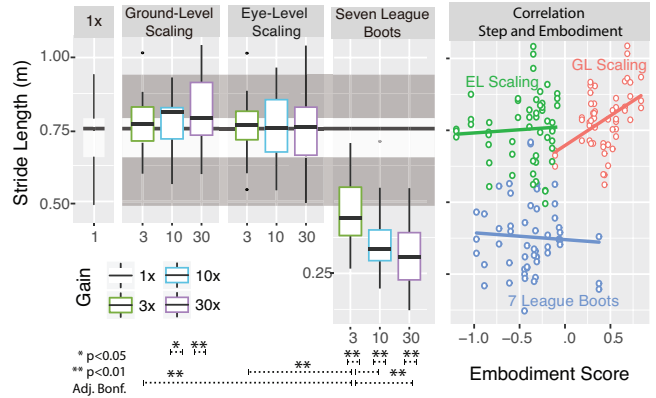 1x
Ground-Level
Scaling
Eye-Level
Scaling
Seven League
Boots
Correlation
Step and Embodiment
Stride Length (m)
1.00
0.75
0.50
0.25
1
3 10 30
3 10 30
3 10 30
Gain
1x 10x
3x 30x
* p<0.05
** p<0.01
Adj. Bonf.
* **
**
**
** ** **
**
EL Scaling
GL Scaling
7 League Boots
-1.0 -0.5 .0 0.5
Embodiment Score